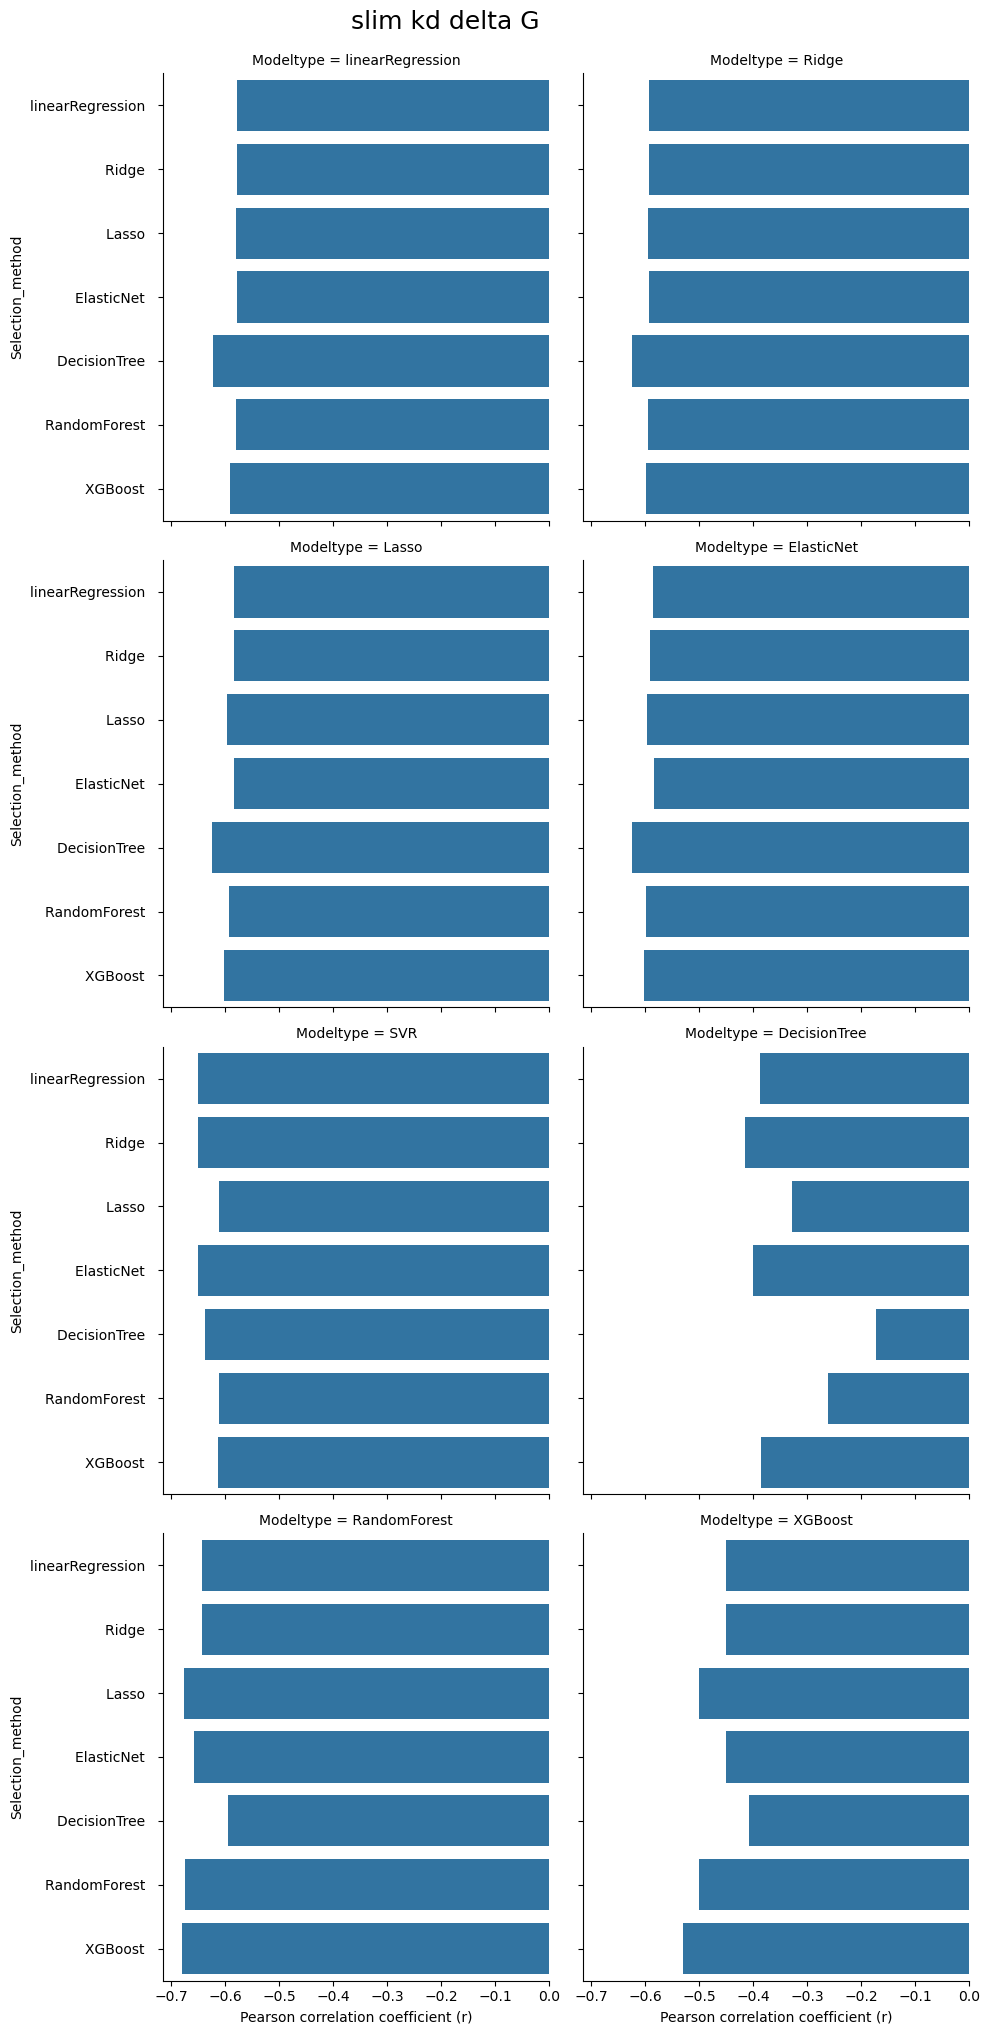 slim kd delta G
Modeltype = linearRegression
Modeltype = Ridge
Selection_method
linearRegression
Ridge
Lasso
ElasticNet
DecisionTree
RandomForest
XGBoost
Modeltype = Lasso
Modeltype = ElasticNet
Selection_method
linearRegression
Ridge
Lasso
ElasticNet
DecisionTree
RandomForest
XGBoost
Modeltype = SVR
Modeltype = DecisionTree
Selection_method
linearRegression
Ridge
Lasso
ElasticNet
DecisionTree
RandomForest
XGBoost
Modeltype = RandomForest
Modeltype = XGBoost
Selection_method
linearRegression
Ridge
Lasso
ElasticNet
DecisionTree
RandomForest
XGBoost
−0.7 −0.6 −0.5 −0.4 −0.3 −0.2 −0.1 0.0
Pearson correlation coefficient (r)
−0.7 −0.6 −0.5 −0.4 −0.3 −0.2 −0.1 0.0
Pearson correlation coefficient (r)